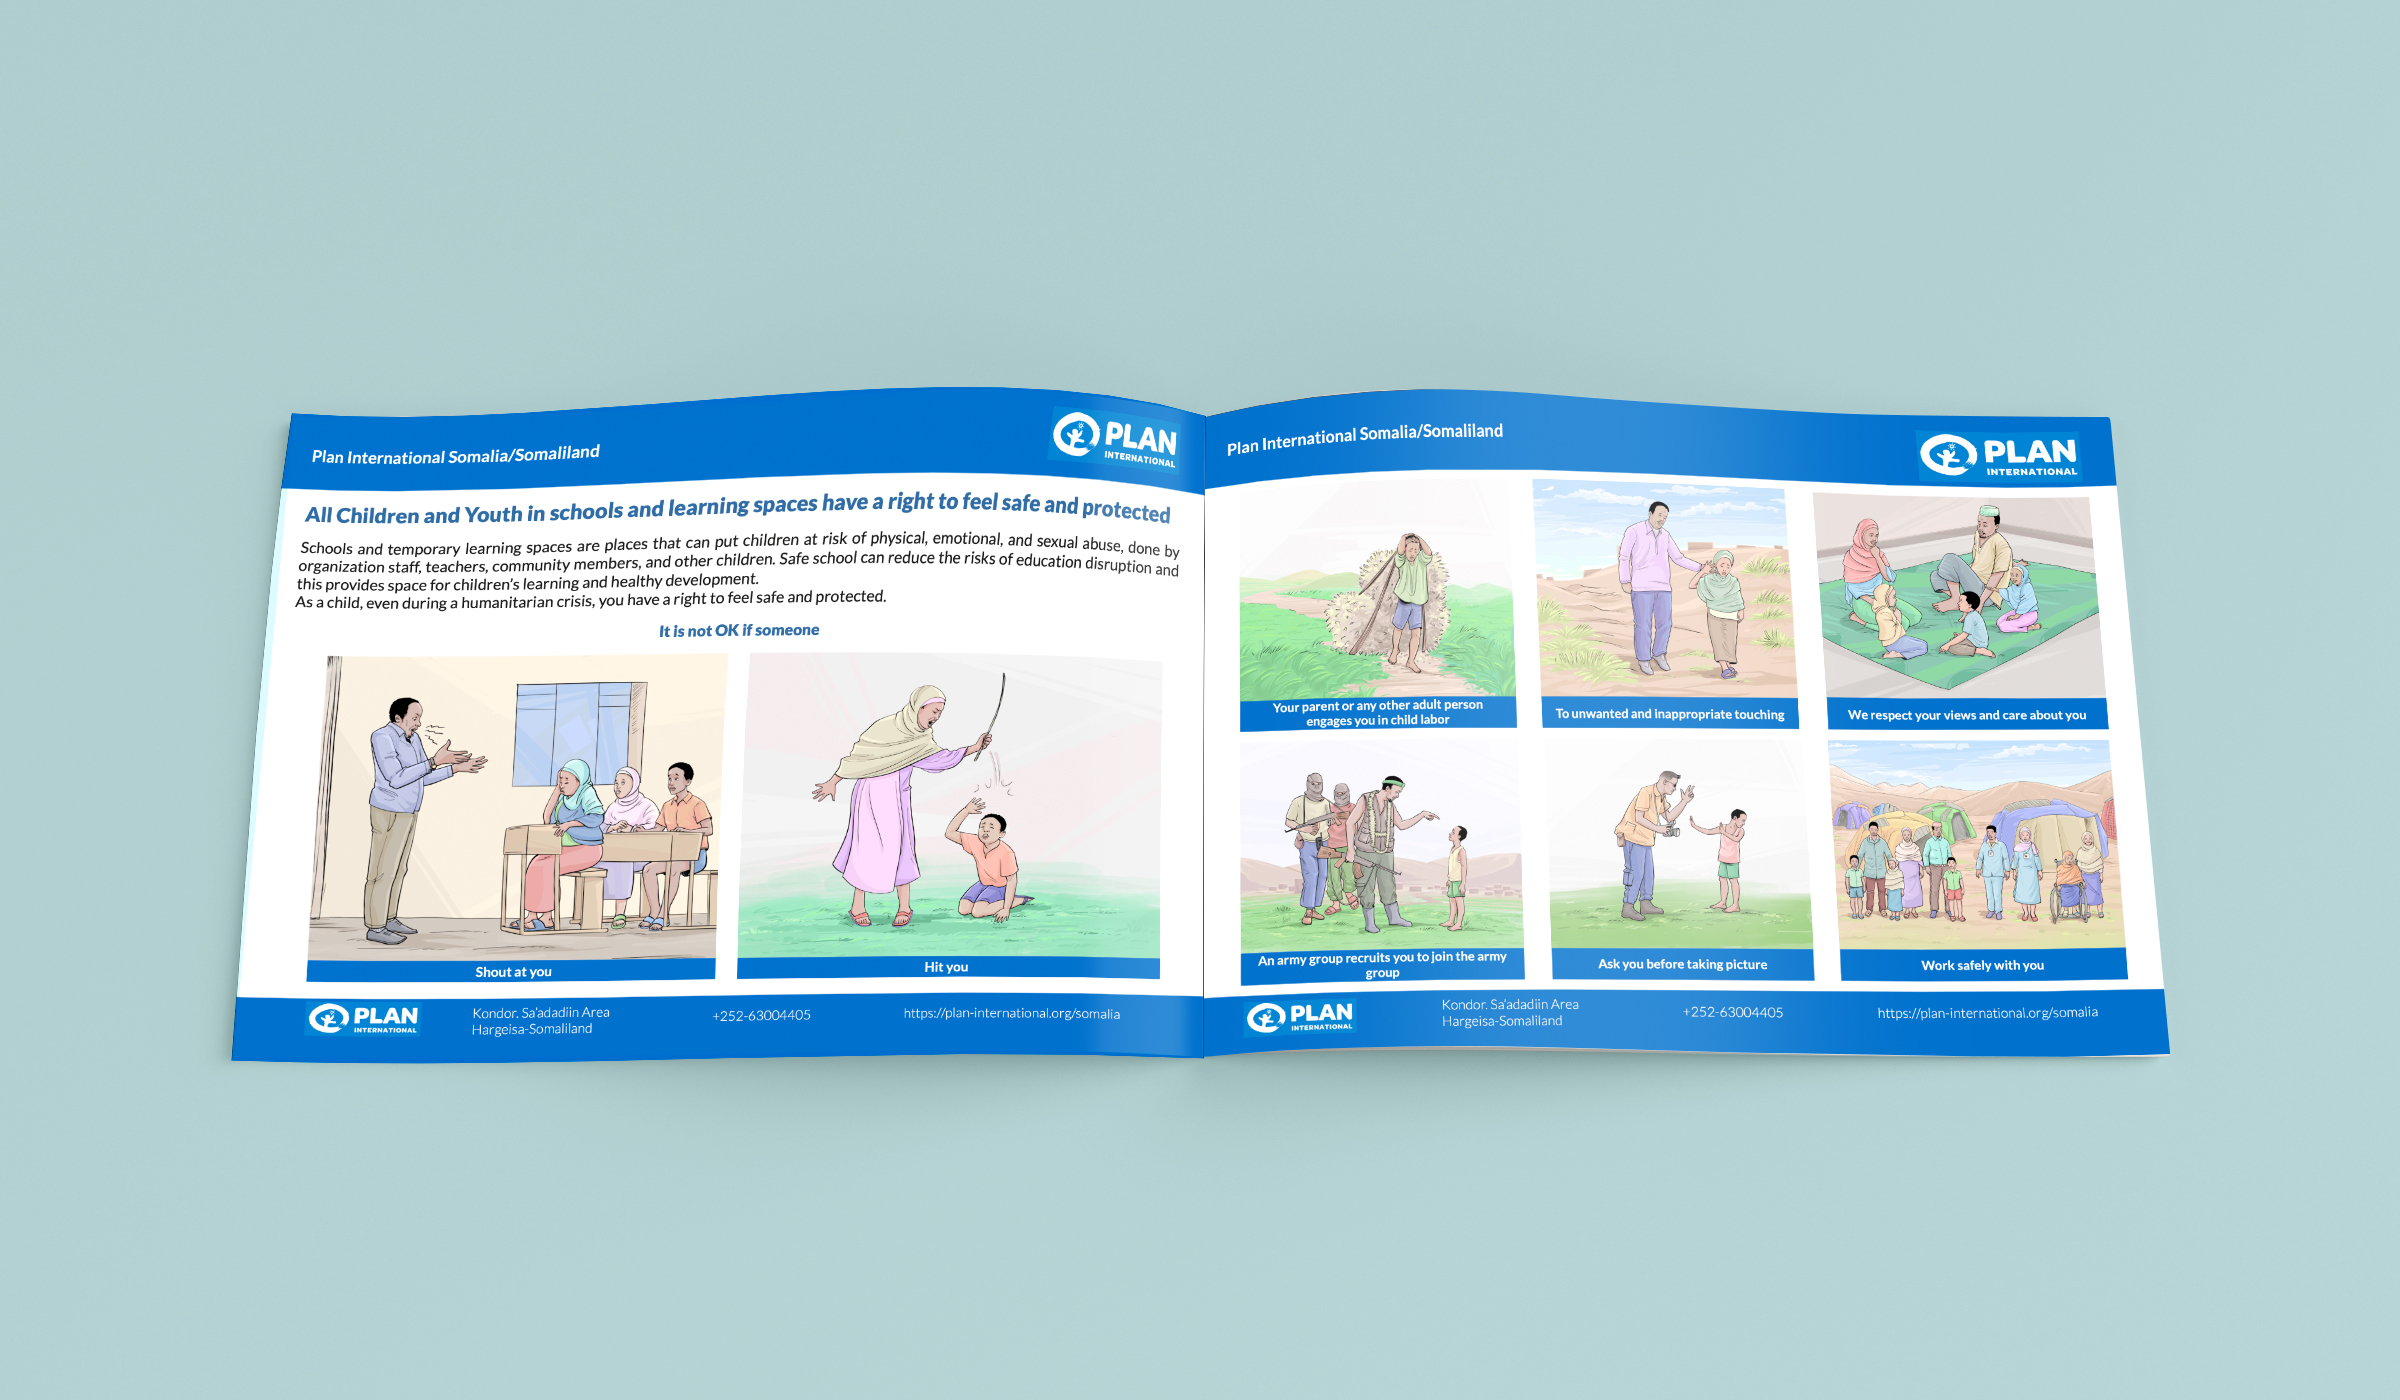 Plan International Somalia/Somaliland
PLAN
INTERNATIONAL
All Children and Youth in schools and learning spaces have a right to feel safe and protected
Schools and temporary learning spaces are places that can put children at risk of physical, emotional, and sexual abuse, done by
organization staff, teachers, community members, and other children. Safe school can reduce the risks of education disruption and
this provides space for children's learning and healthy development.
As a child, even during a humanitarian crisis, you have a right to feel safe and protected.
It is not OK if someone
Shout at you
Hit you
PLAN
INTERNATIONAL
Kondor. Sa'adadiin Area
Hargeisa-Somaliland
+252-63004405
https://plan-international.org/somalia
Plan International Somalia/Somaliland
PLAN
INTERNATIONAL
Your parent or any other adult person
engages you in child labor
To unwanted and inappropriate touching
We respect your views and care about you
An army group recruits you to join the army
group
Ask you before taking picture
Work safely with you
PLAN
INTERNATIONAL
Kondor. Sa'adadiin Area
Hargeisa-Somaliland
+252-63004405
https://plan-international.org/somalia